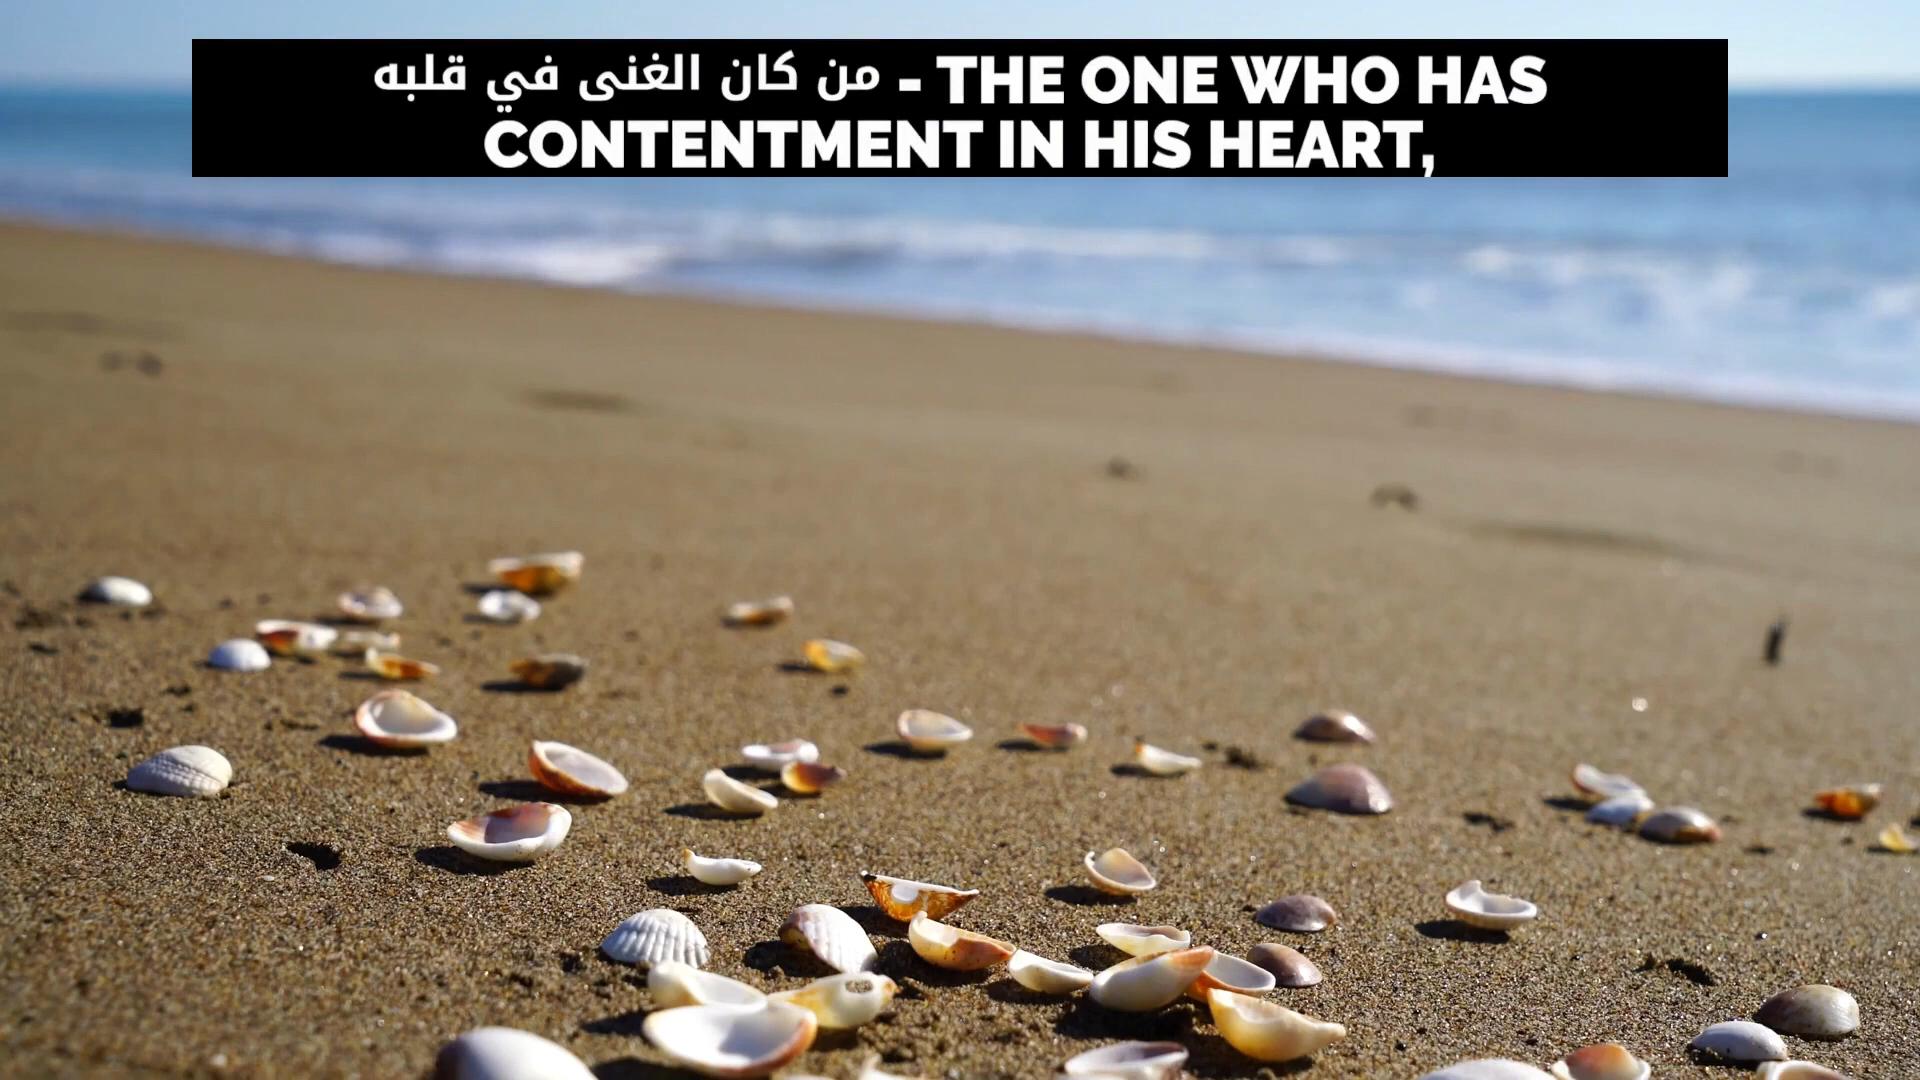 من كان الغنى في قلبه - THE ONE WHO HAS
CONTENTMENT IN HIS HEART,